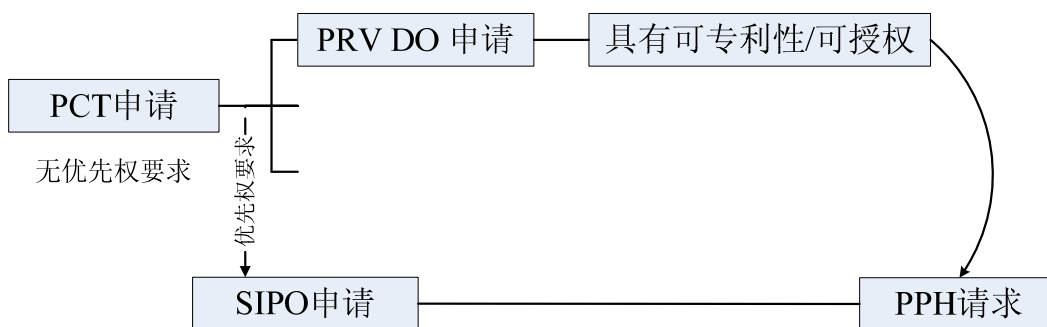 PRV DO 申请
具有可专利性/可授权
PCT申请
无优先权要求
优先权要求
SIPO申请
PPH请求